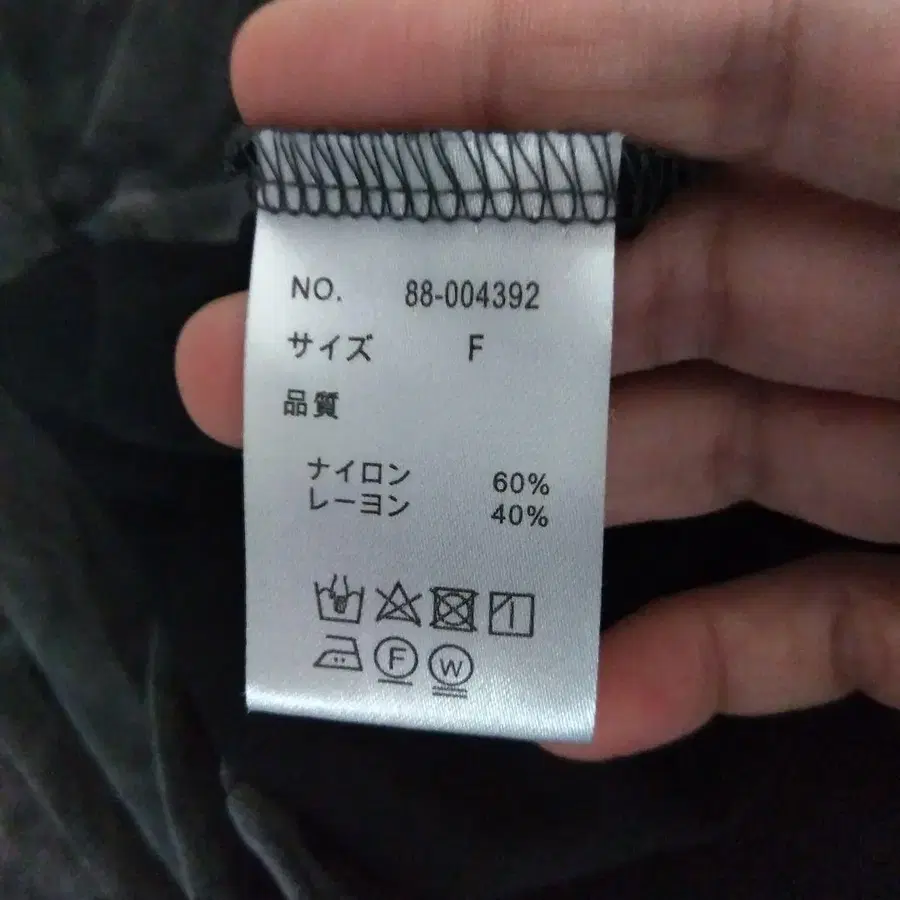 NO. 88-004392
サイズ F
品質
ナイロン 60%
レーヨン 40%
F W